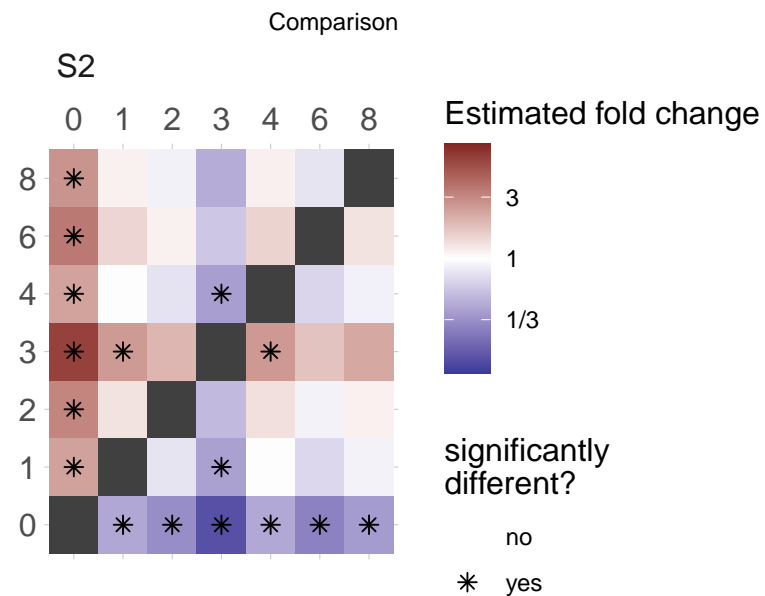 Comparison
S2
0 1 2 3 4 6 8
Estimated fold change
8
6
4
3
2
1
0
3
1
1/3
significantly
different?
no
yes